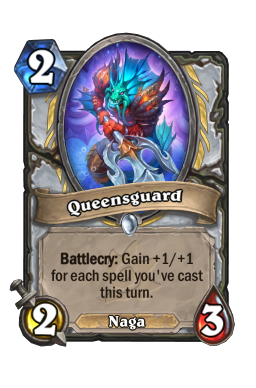 2
Queensguard
Battlecry: Gain +1/+1
for each spell you've cast
this turn.
2
Naga
3